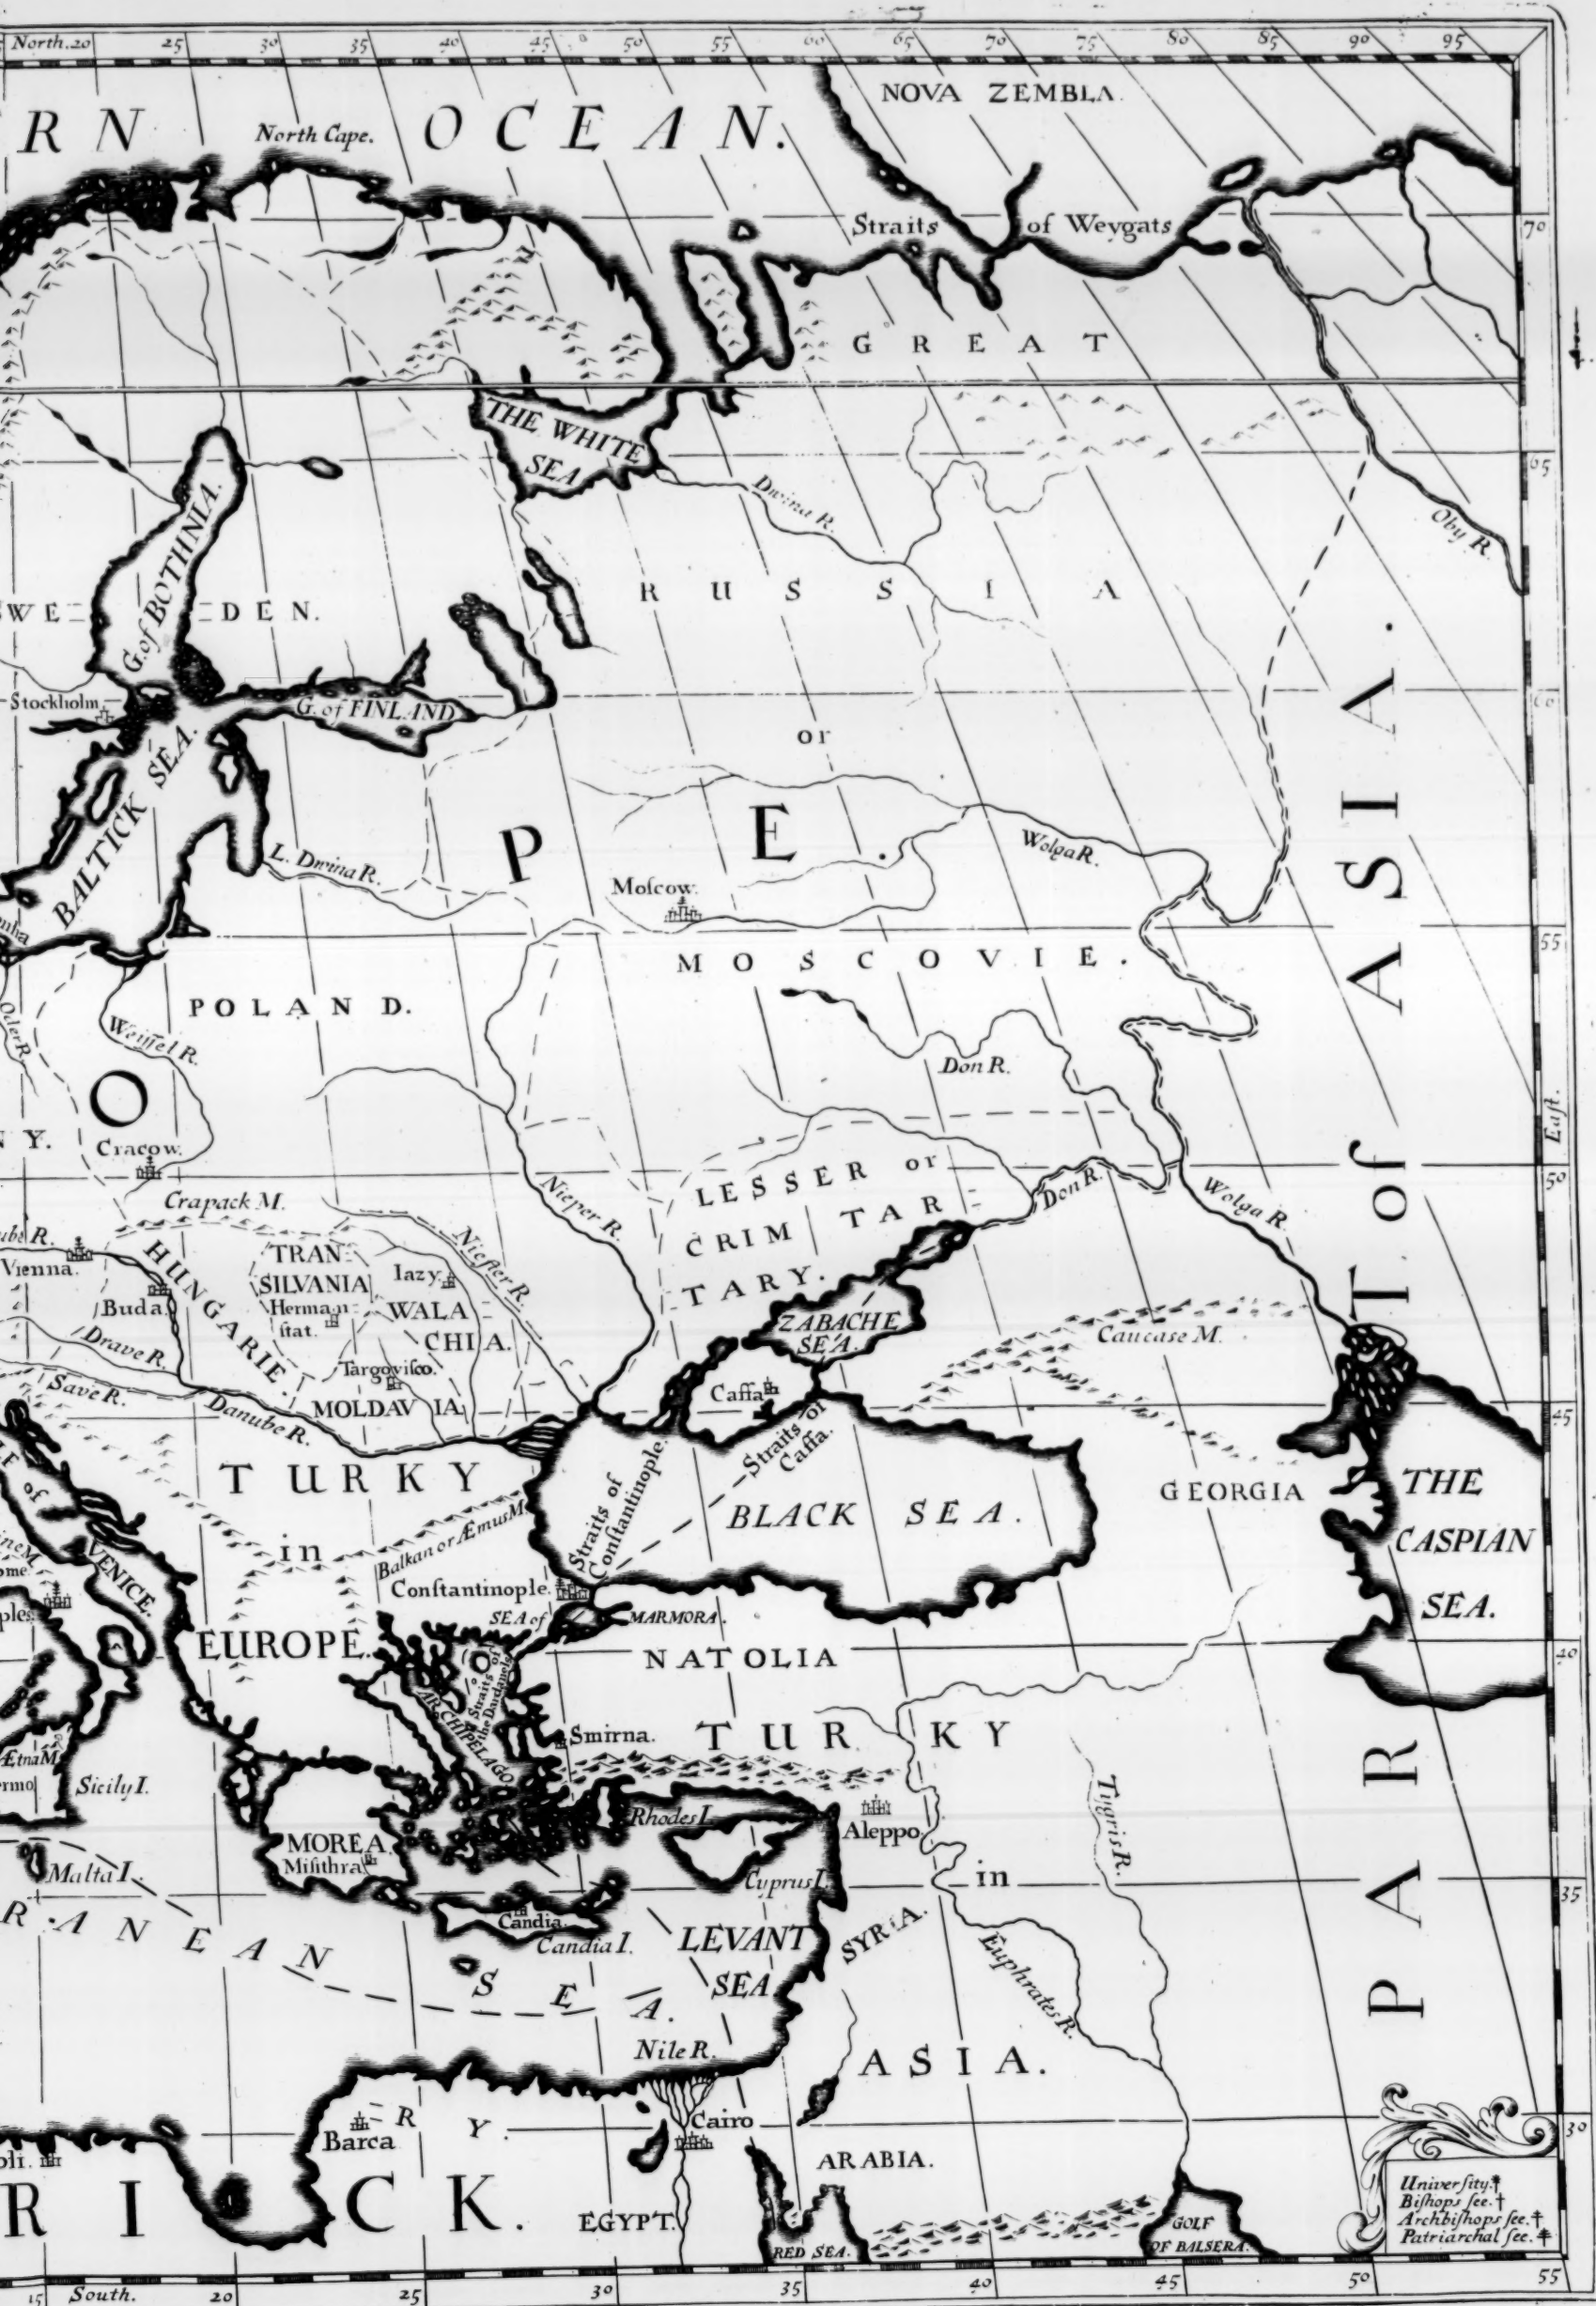 North. 20 25 30 35 40 45 50 55 60 65 70 75 80 85 90 95
NOVA ZEMBLA.
RN OCEAN.
North Cape.
Straits of Weygats
70
GREAT
THE WHITE
SEA
65
Dwina R.
Oby R.
G. of BOTHNIA.
RUSSIA
WE=DEN.
Stockholm.
G. of FINLAND
60
or
BALTICK SEA.
P E.
L. Dwina R.
Wolga R.
Moſcow.
55
MOSCOVIE.
POLAND.
Oder R.
Weiſſel R.
Don R.
O
Eaſt.
Y.
Cracow.
LESSER or
CRIM TAR=
TARY.
Don R.
Wolga R.
50
Crapack M.
Nieper R.
Nieſter R.
ube R.
Vienna.
HUNGARIE.
TRAN=
SILVANIA
Herman=
ſtat.
Iazy
WALA=
CHIA.
Buda.
Drave R.
ZABACHE
SEA.
Caucase M.
Targoviſco.
Save R.
MOLDAVIA
Caffa
Danube R.
45
Straits of
Caffa.
Straits of
Conſtantinople.
TURKY
BLACK SEA.
GEORGIA
THE
CASPIAN
SEA.
of
VENICE.
in
Balkan or Æmus M.
Conſtantinople.
SEA of MARMORA.
EUROPE.
NATOLIA
40
Straits of
the Dardanels
ARCHIPELAGO
Smirna.
TURKY
Ætna M.
Sicily I.
Rhodes I.
Aleppo.
Tygris R.
MOREA.
Miſithra
Malta I.
Cyprus I.
in
35
Candia.
Candia I.
LEVANT
SEA
SYRIA.
Euphrates R.
RANEAN
SEA.
Nile R.
ASIA.
PART of ASIA.
RY.
Barca
Cairo
30
ARABIA.
RICK.
EGYPT.
RED SEA.
GOLF
OF BALSERA.
Univerſity.
Biſhops ſee. †
Archbiſhops ſee. ‡
Patriarchal ſee.
15 South. 20 25 30 35 40 45 50 55